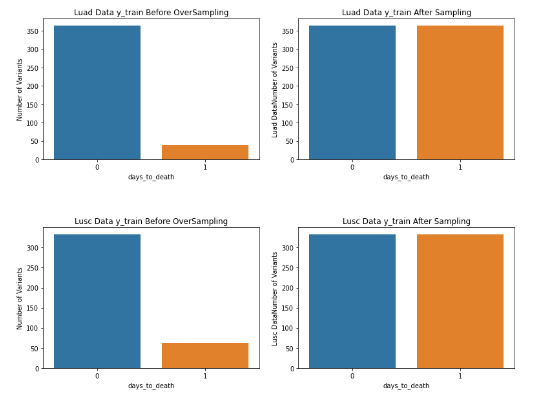 Luad Data y_train Before OverSampling
Number of Variants
350
300
250
200
150
100
50
0
0 1
days_to_death
Luad Data y_train After Sampling
Luad DataNumber of Variants
350
300
250
200
150
100
50
0
0 1
days_to_death
Lusc Data y_train Before OverSampling
Number of Variants
300
250
200
150
100
50
0
0 1
days_to_death
Lusc Data y_train After Sampling
Lusc DataNumber of Variants
300
250
200
150
100
50
0
0 1
days_to_death